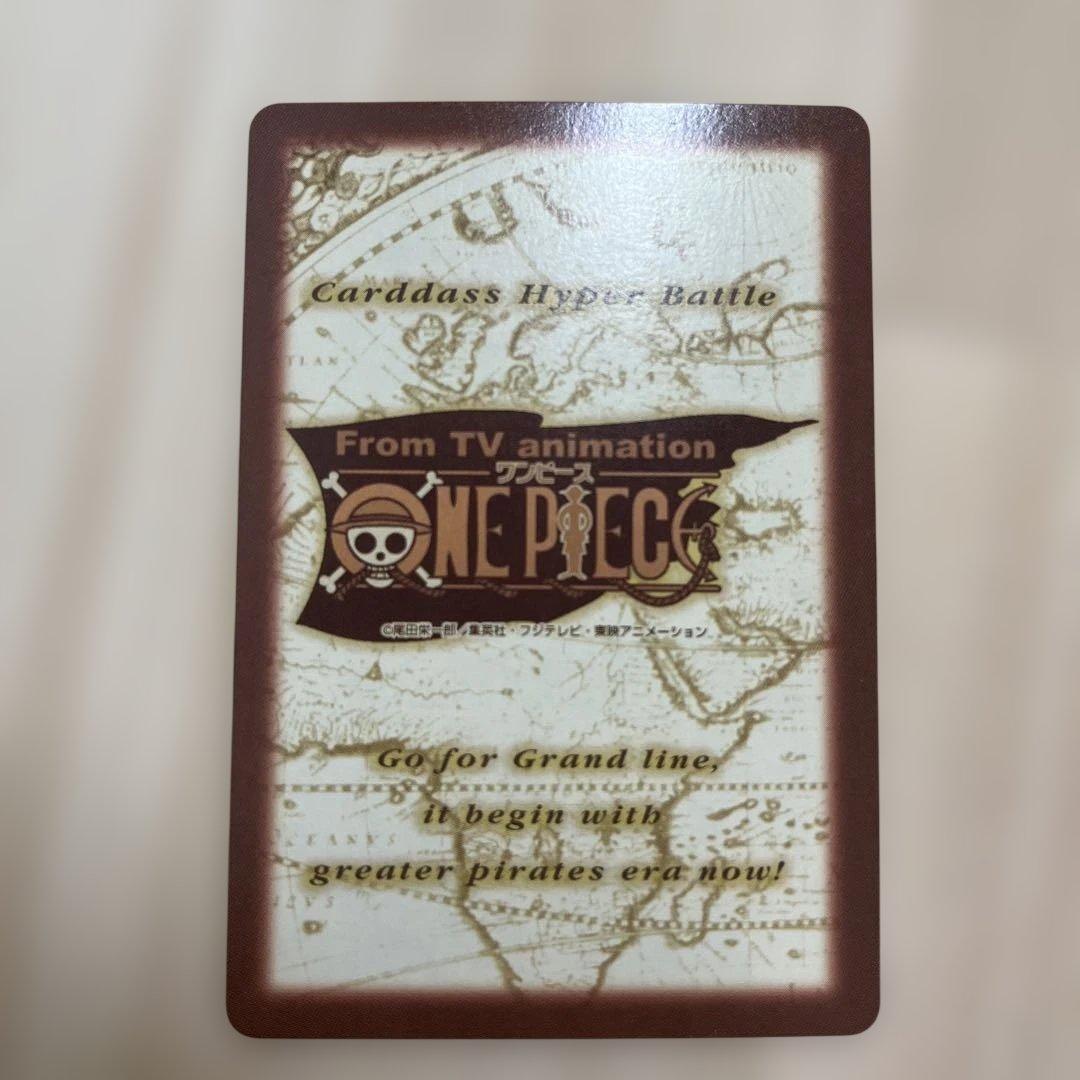 Carddass Hyper Battle
TLAN
From TV animation
ワンピース
ONE PIECE
©尾田栄一郎/集英社・フジテレビ・東映アニメーション
Go for Grand line,
it begin with
greater pirates era now!